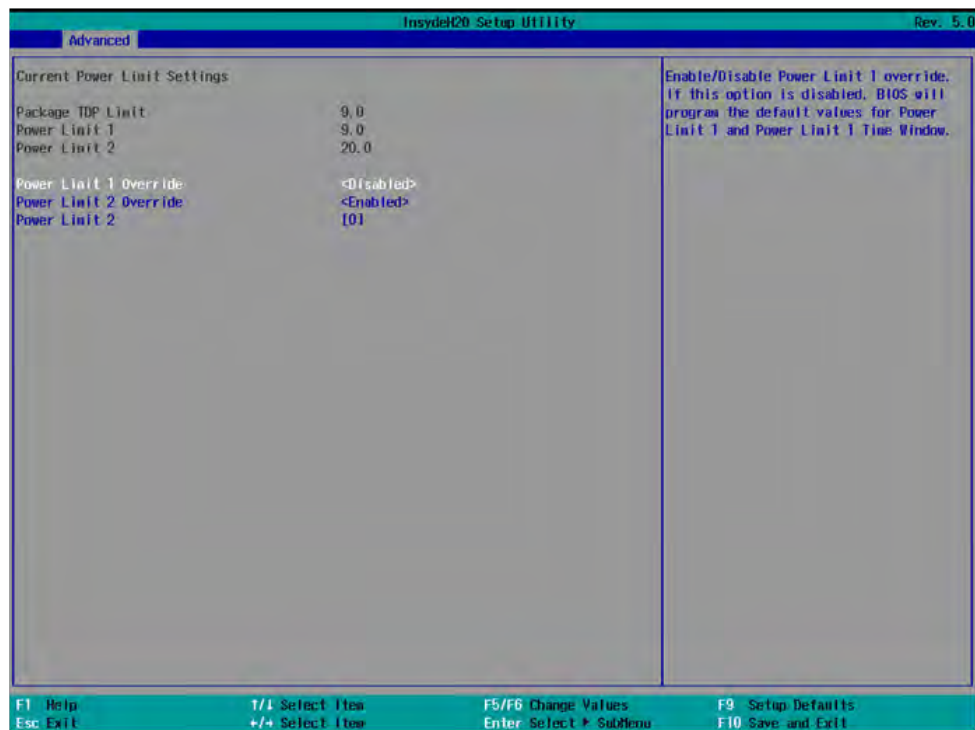 InsydeH20 Setup Utility Rev. 5.0
Advanced
Current Power Limit Settings
Package TDP Limit 9.0
Power Limit 1 9.0
Power Limit 2 20.0
Power Limit 1 Override <Disabled>
Power Limit 2 Override <Enabled>
Power Limit 2 [0]
Enable/Disable Power Limit 1 override.
If this option is disabled, BIOS will
program the default values for Power
Limit 1 and Power Limit 1 Time Window.
F1 Help ↑/↓ Select Item F5/F6 Change Values F9 Setup Defaults
Esc Exit ←/→ Select Item Enter Select ▶ SubMenu F10 Save and Exit